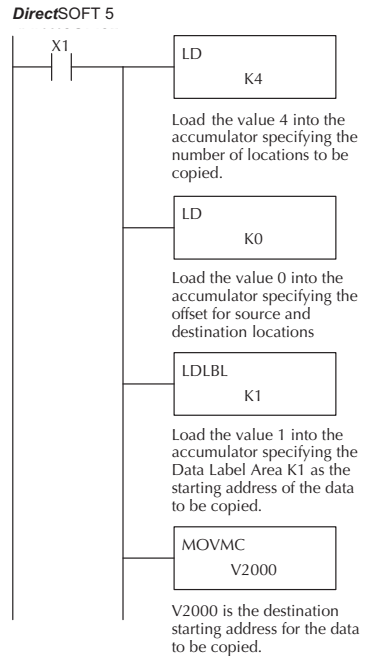 DirectSOFT 5
X1
LD
K4
Load the value 4 into the
accumulator specifying the
number of locations to be
copied.
LD
K0
Load the value 0 into the
accumulator specifying the
offset for source and
destination locations
LDLBL
K1
Load the value 1 into the
accumulator specifying the
Data Label Area K1 as the
starting address of the data
to be copied.
MOVMC
V2000
V2000 is the destination
starting address for the data
to be copied.